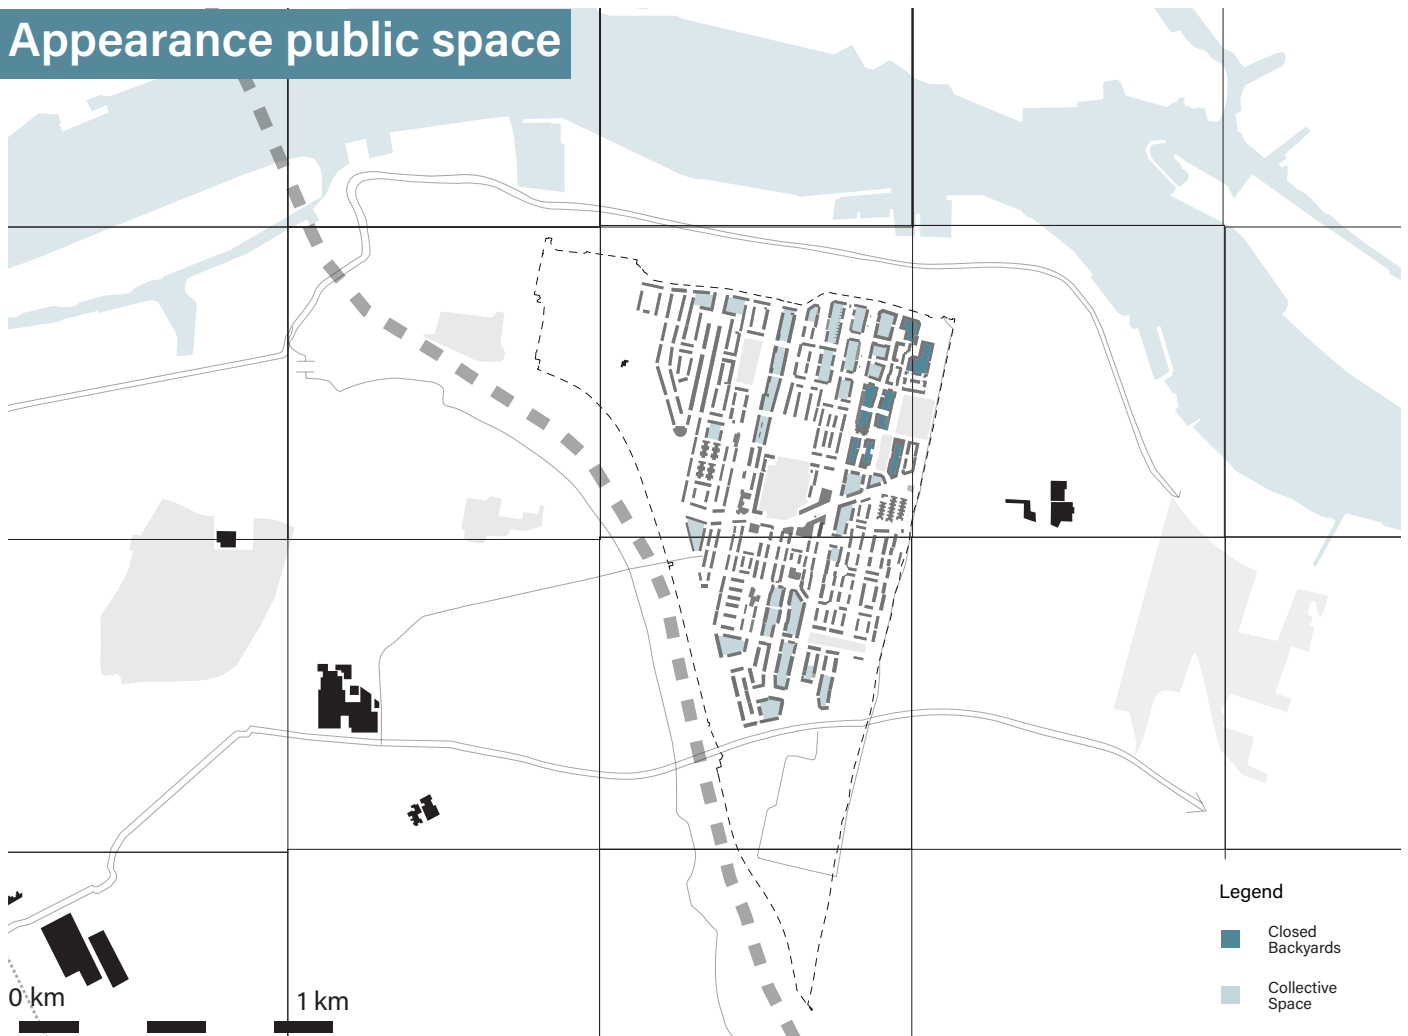 Appearance public space
Legend
Closed
Backyards
Collective
Space
0 km
1 km